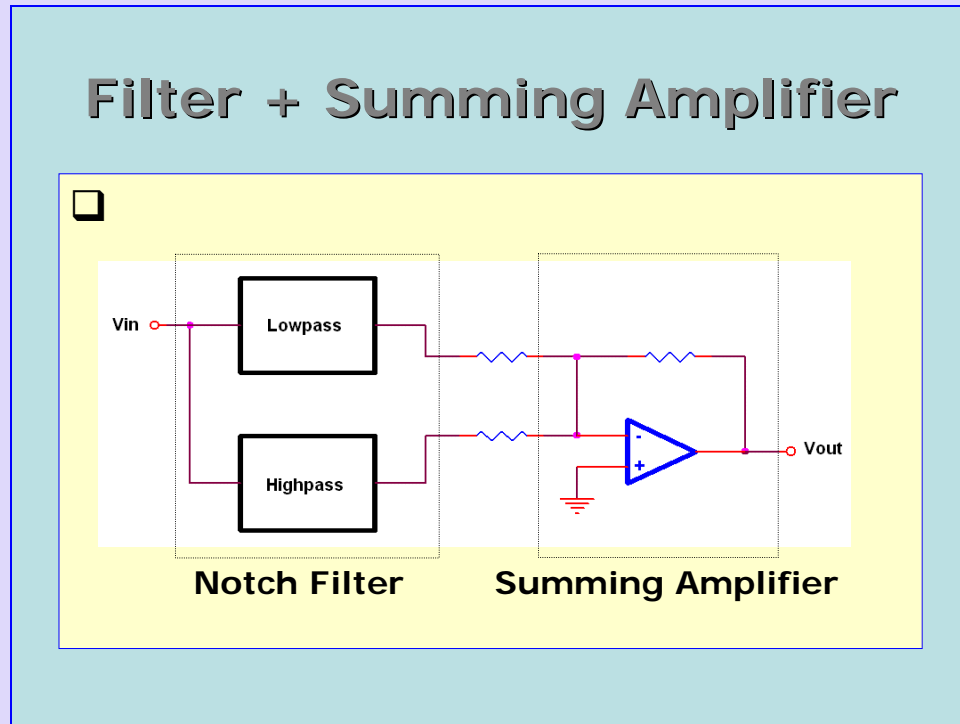 Filter + Summing Amplifier
Vin
Lowpass
Highpass
-
+
Vout
Notch Filter
Summing Amplifier